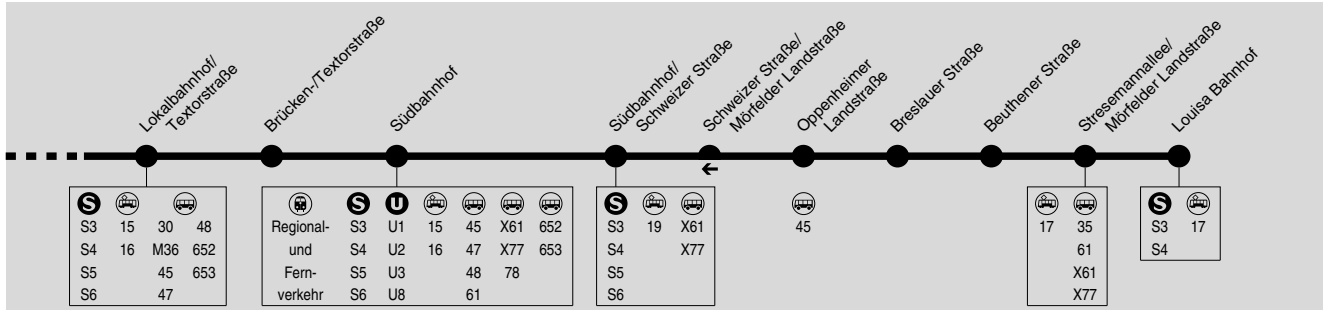 Lokalbahnhof/
Textorstraße
Brücken-/Textorstraße
Südbahnhof
Südbahnhof/
Schweizer Straße
Schweizer Straße/
Mörfelder Landstraße
Oppenheimer
Landstraße
Breslauer Straße
Beuthener Straße
Stresemannallee/
Mörfelder Landstraße
Louisa Bahnhof
S
S3 15 30 48
S4 16 M36 652
S5 45 653
S6 47
S U
Regional- S3 U1 15 45 X61 652
und S4 U2 16 47 X77 653
Fern- S5 U3 48 78
verkehr S6 U8 61
S
S3 19 X61
S4 X77
S5
S6
45
17 35
61
X61
X77
S
S3 17
S4